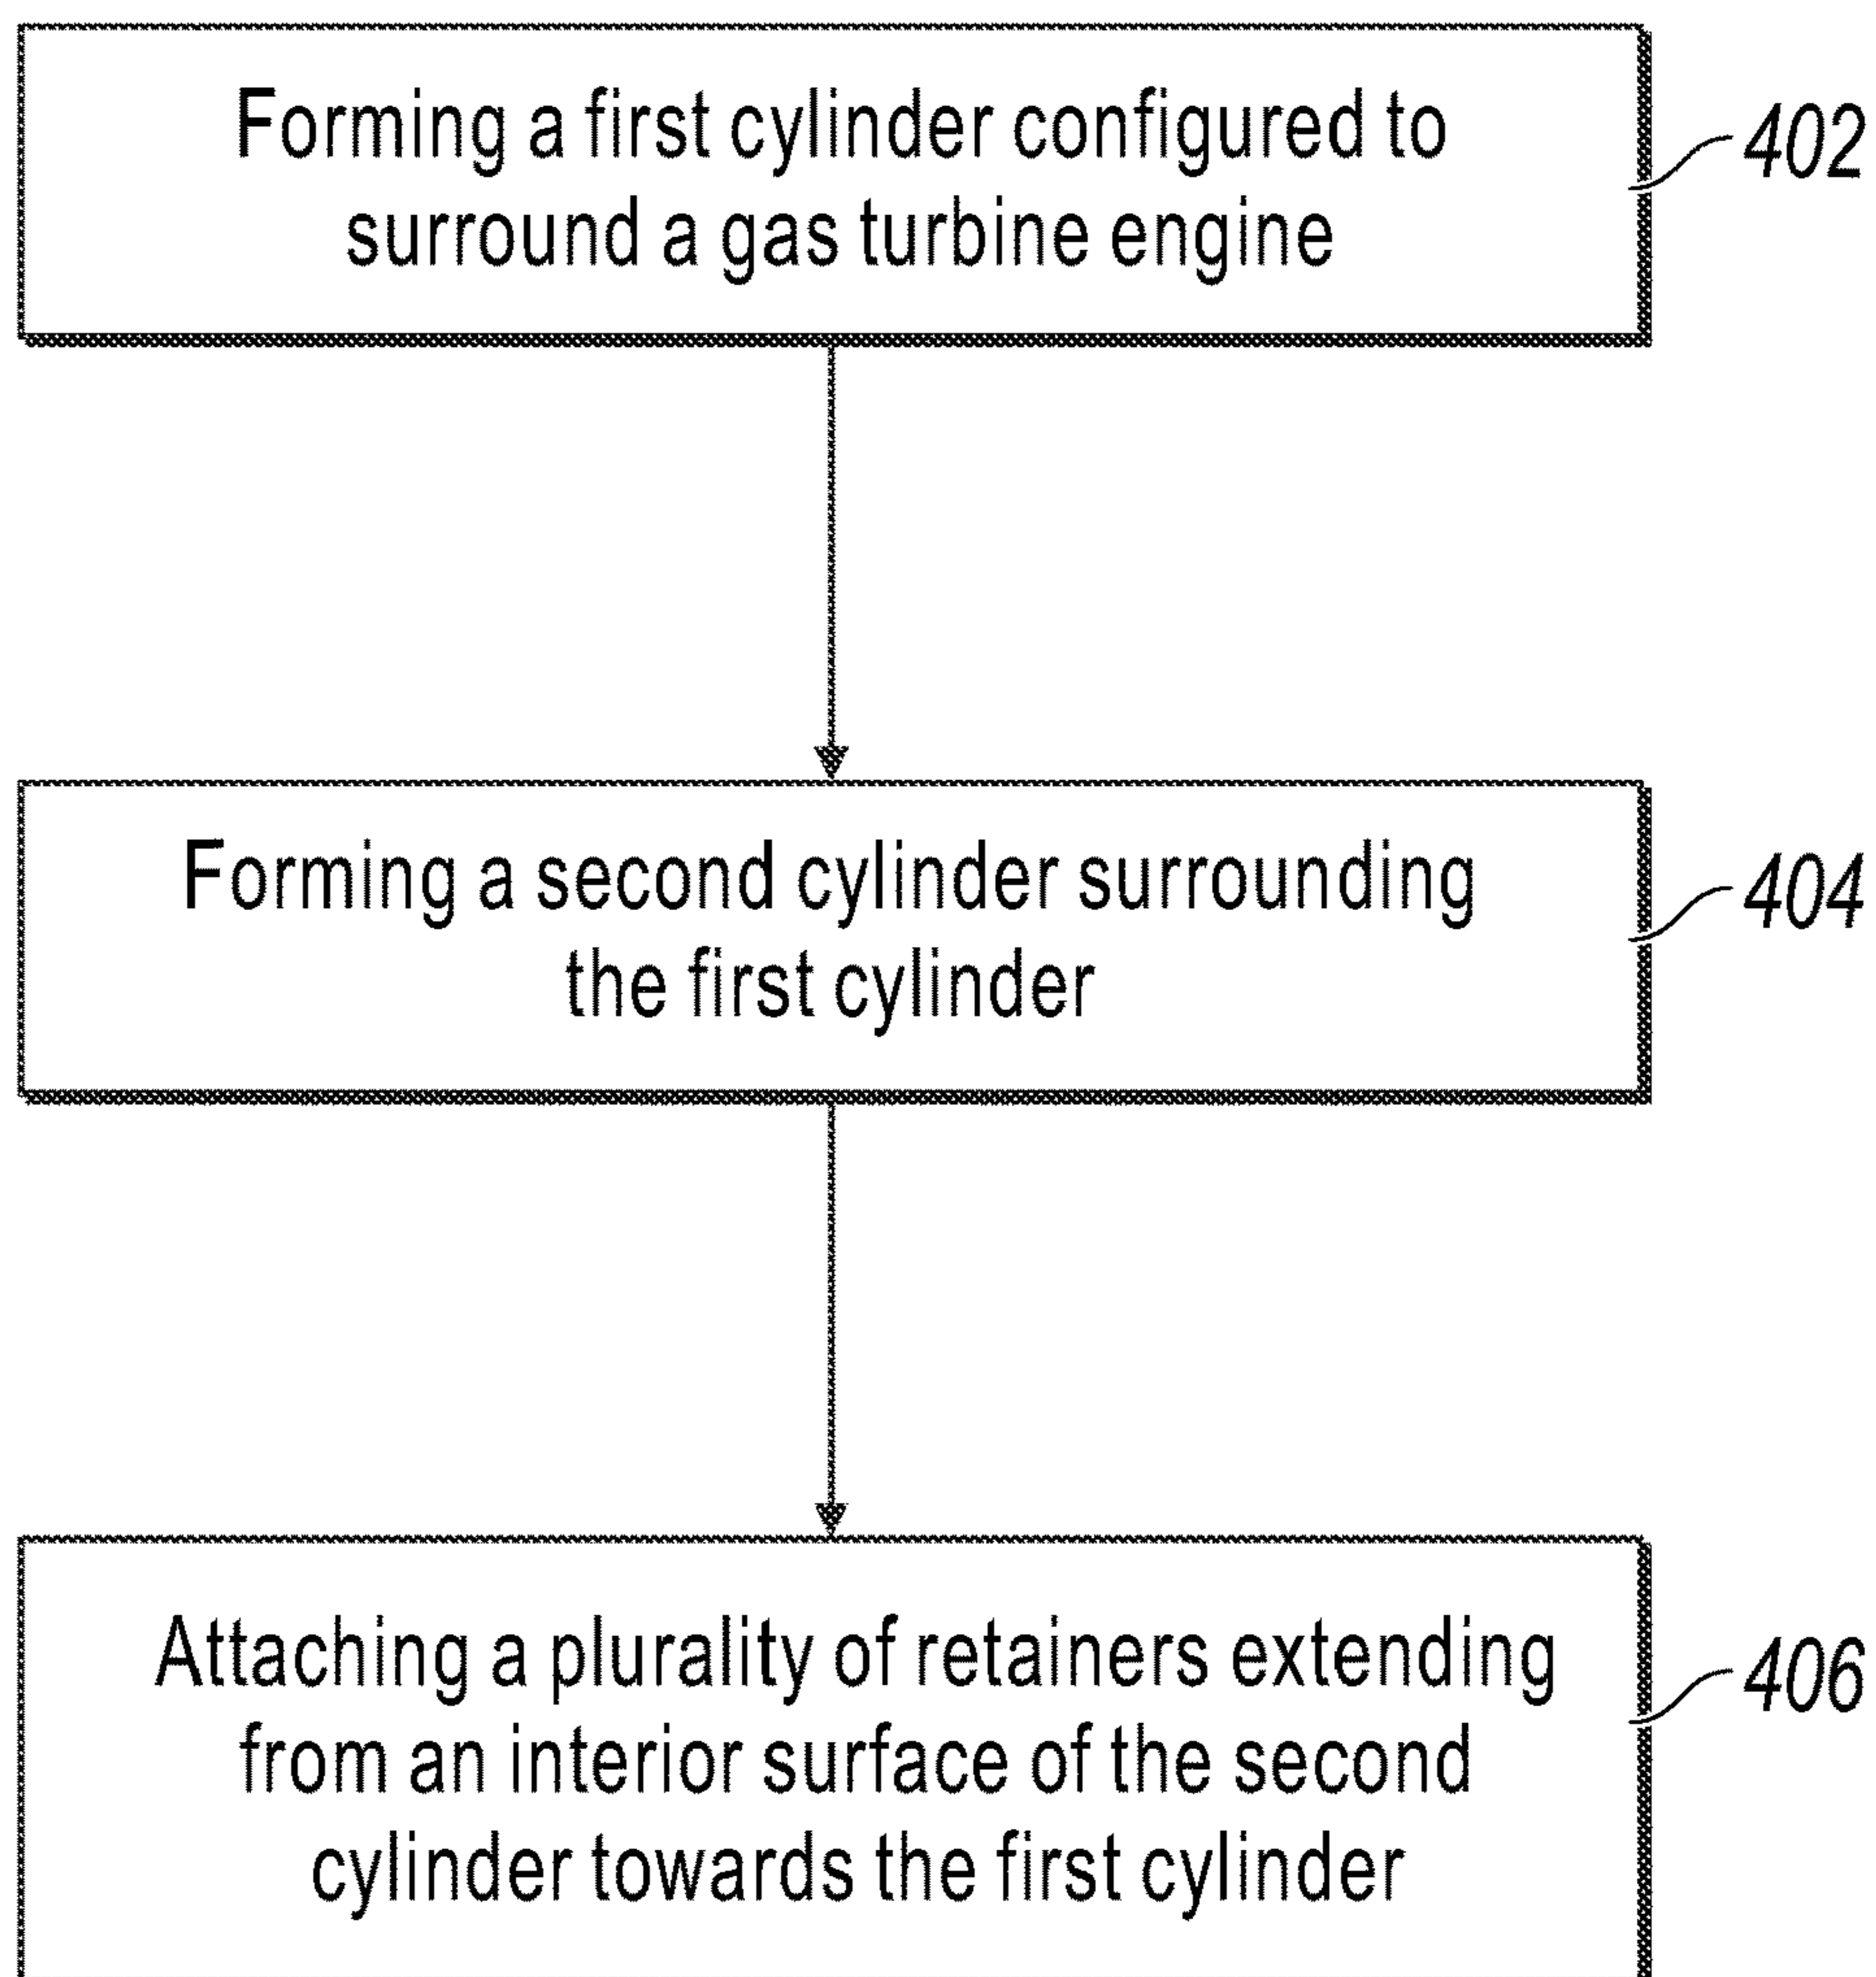 Forming a first cylinder configured to
surround a gas turbine engine
402
Forming a second cylinder surrounding
the first cylinder
404
Attaching a plurality of retainers extending
from an interior surface of the second
cylinder towards the first cylinder
406